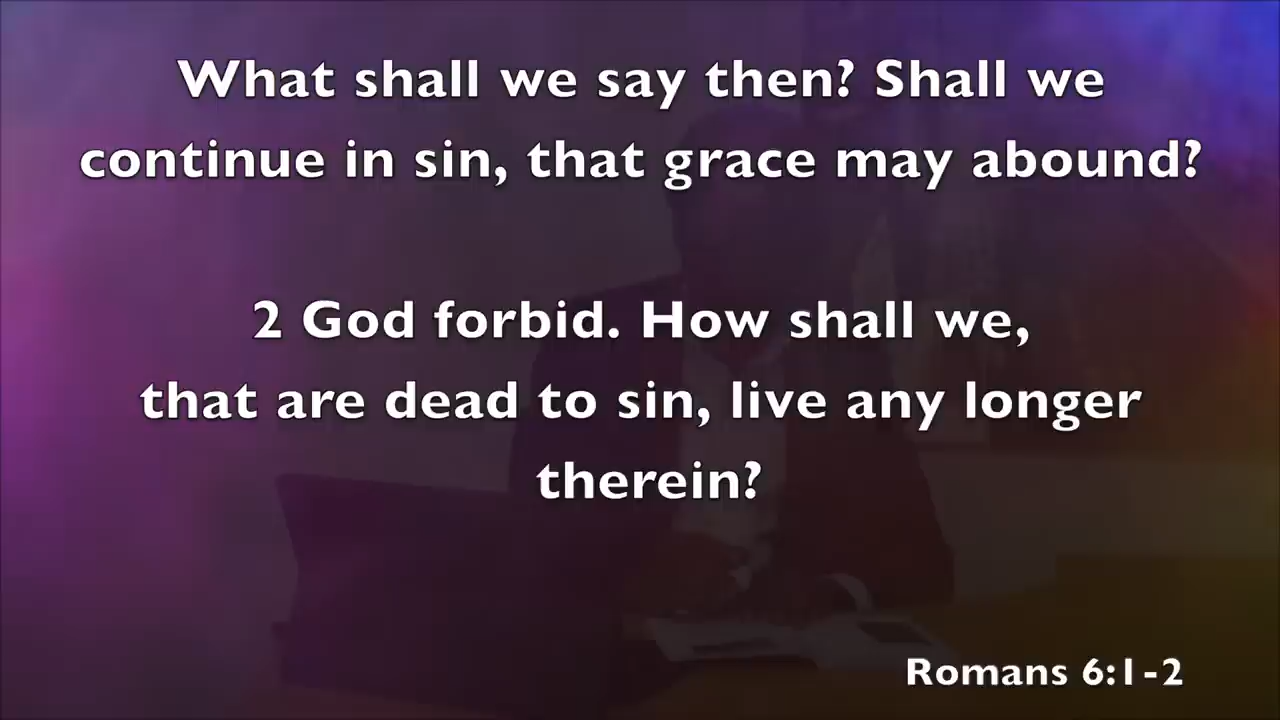 What shall we say then? Shall we
continue in sin, that grace may abound?
2 God forbid. How shall we,
that are dead to sin, live any longer
therein?
Romans 6:1-2